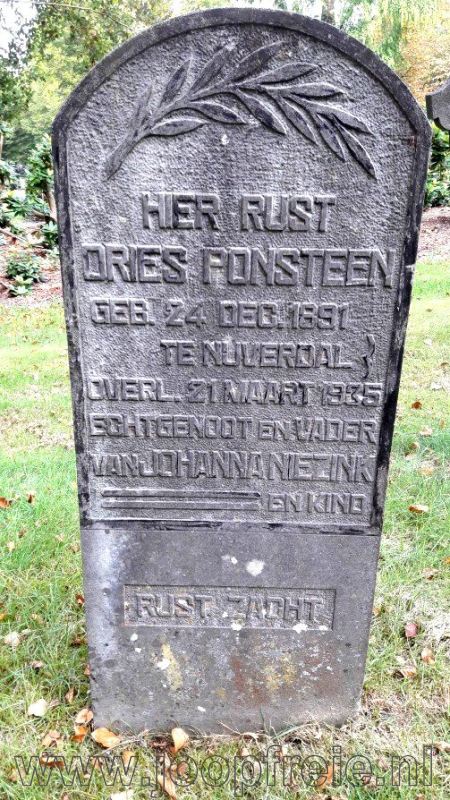 HIER RUST
DRIES PONSTEEN
GEB. 24 DEC. 1891
TE NIJVERDAL
OVERL. 21 MAART 1935
ECHTGENOOT EN VADER
VAN JOHANNA NIEZINK
EN KIND
RUST ZACHT
www.joopfreie.nl